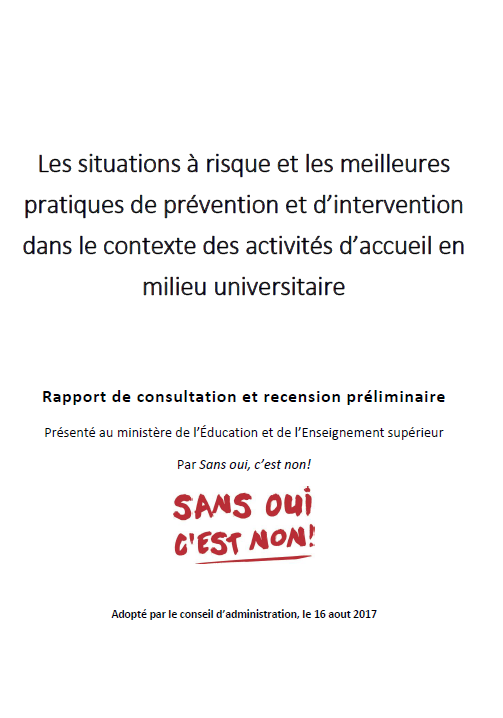 Les situations à risque et les meilleures
pratiques de prévention et d'intervention
dans le contexte des activités d'accueil en
milieu universitaire
Rapport de consultation et recension préliminaire
Présenté au ministère de l'Éducation et de l'Enseignement supérieur
Par Sans oui, c'est non!
SANS OUi
C'EST NON!
Adopté par le conseil d'administration, le 16 aout 2017